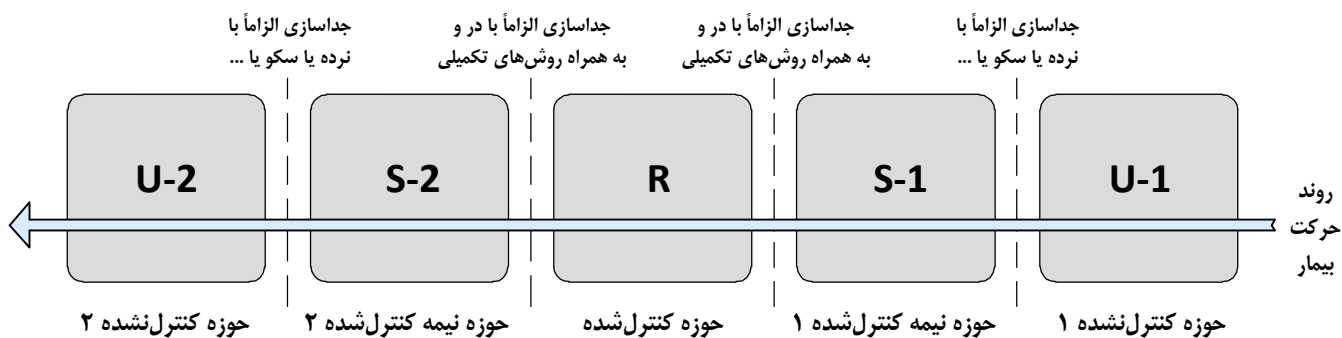 جداسازی الزاماً با
نرده یا سکو یا ...
جداسازی الزاماً با در و
به همراه روش‌های تکمیلی
جداسازی الزاماً با در و
به همراه روش‌های تکمیلی
جداسازی الزاماً با
نرده یا سکو یا ...
U-1
S-1
R
S-2
U-2
روند
حرکت
بیمار
حوزه کنترل‌نشده ۱
حوزه نیمه کنترل‌شده ۱
حوزه کنترل‌شده
حوزه نیمه کنترل‌شده ۲
حوزه کنترل‌نشده ۲